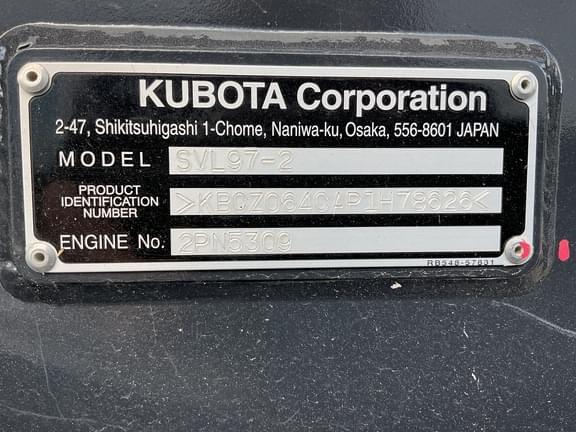 KUBOTA Corporation
2-47, Shikitsuhigashi 1-Chome, Naniwa-ku, Osaka, 556-8601 JAPAN
MODEL SVL97-2
PRODUCT IDENTIFICATION NUMBER >KBQZ064CAP1H78626<
ENGINE No. 2PN5309
RB548-57831